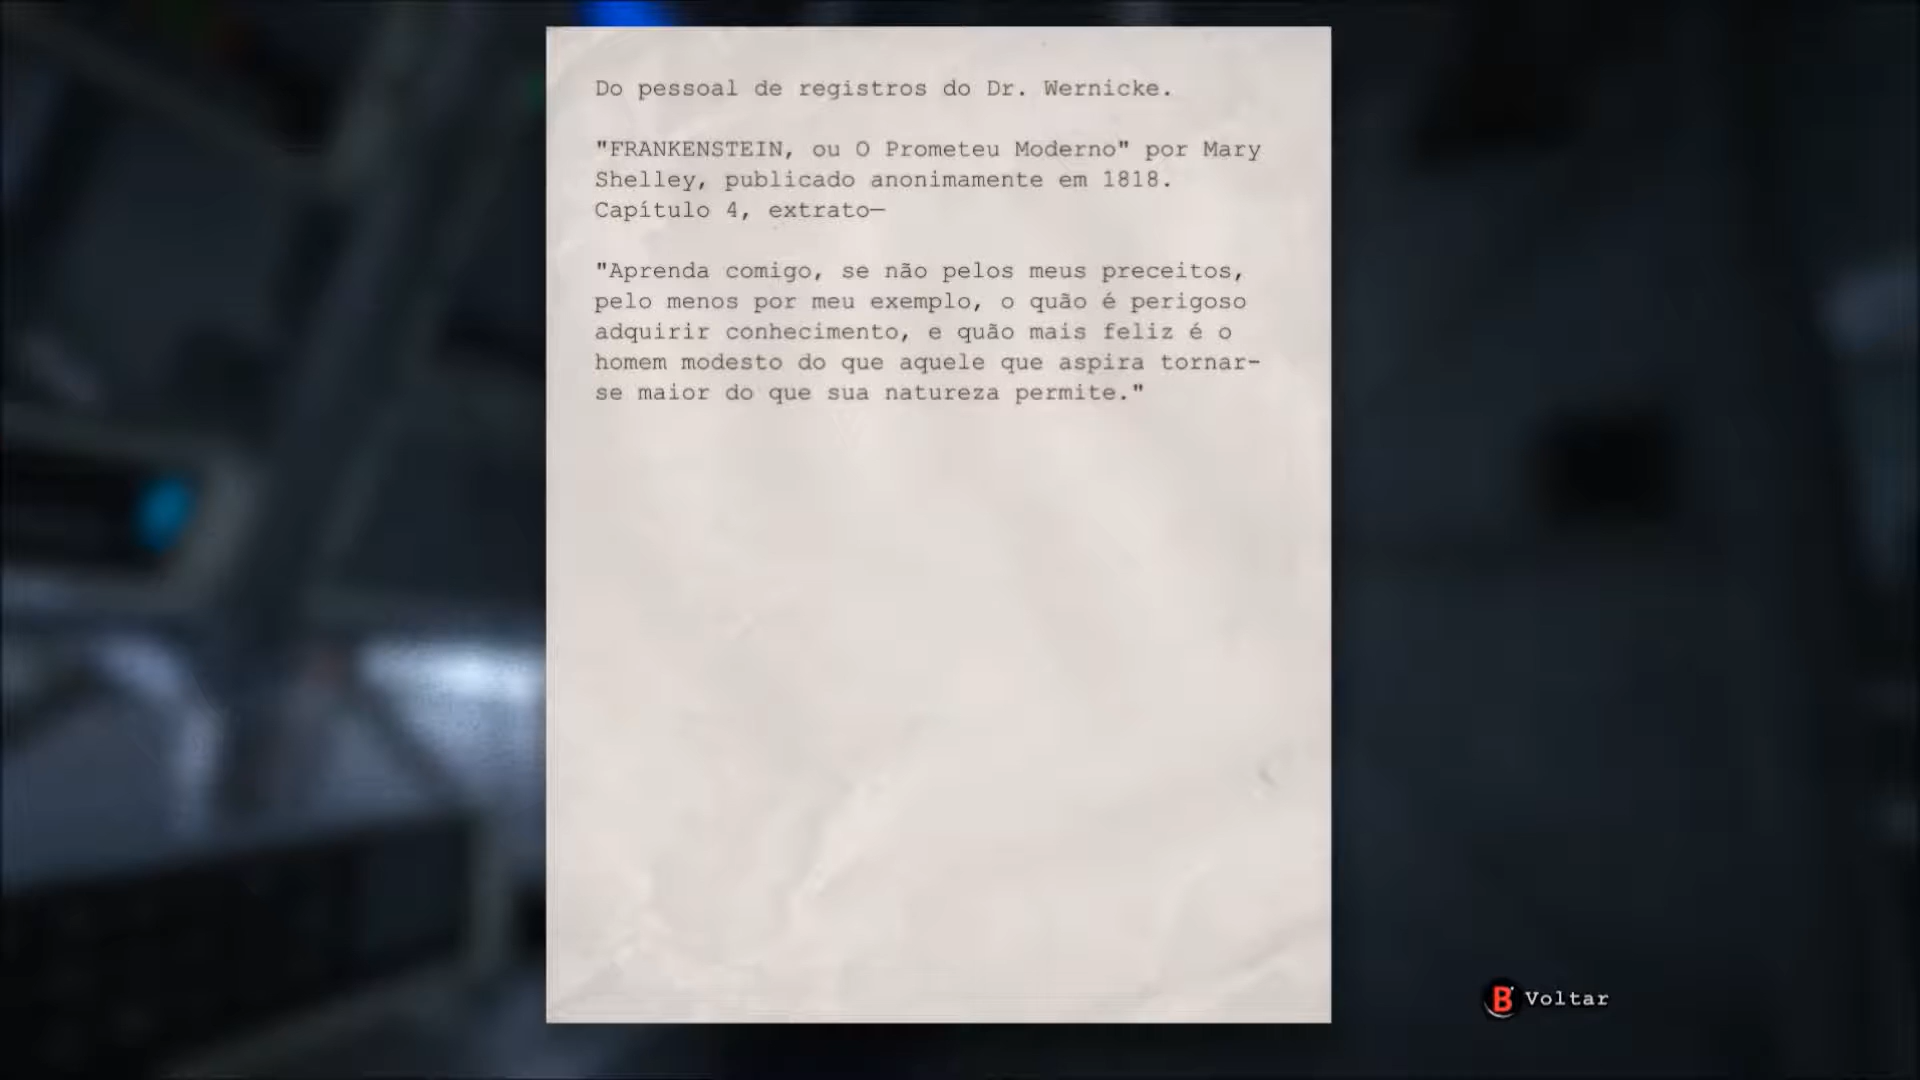 Do pessoal de registros do Dr. Wernicke.
"FRANKENSTEIN, ou O Prometeu Moderno" por Mary
Shelley, publicado anonimamente em 1818.
Capítulo 4, extrato—
"Aprenda comigo, se não pelos meus preceitos,
pelo menos por meu exemplo, o quão é perigoso
adquirir conhecimento, e quão mais feliz é o
homem modesto do que aquele que aspira tornar-
se maior do que sua natureza permite."
B Voltar